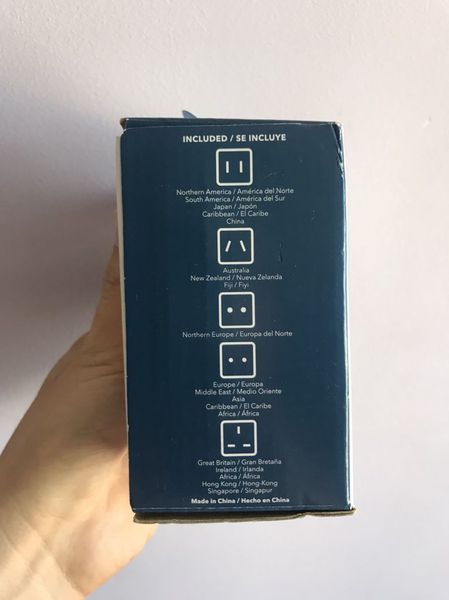 INCLUDED / SE INCLUYE
Northern America / América del Norte
South America / América del Sur
Japan / Japón
Caribbean / El Caribe
China
Australia
New Zealand / Nueva Zelanda
Fiji / Fiyi
Northern Europe / Europa del Norte
Europe / Europa
Middle East / Medio Oriente
Asia
Caribbean / El Caribe
Africa / África
Great Britain / Gran Bretaña
Ireland / Irlanda
Africa / África
Hong Kong / Hong-Kong
Singapore / Singapur
Made in China / Hecho en China